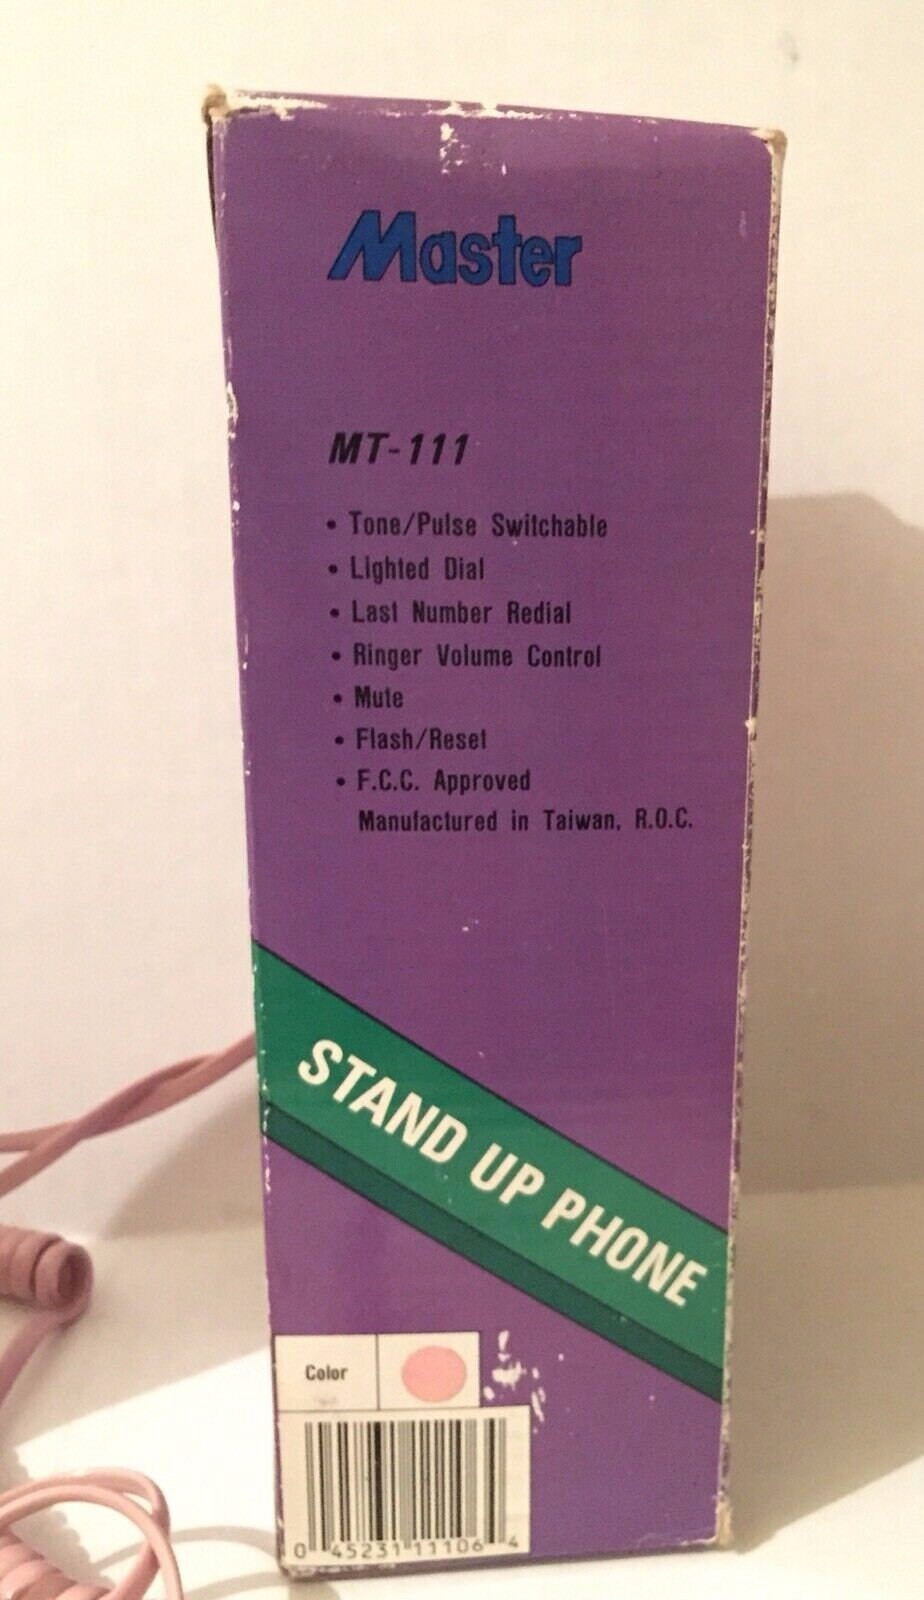 Master
MT-111
• Tone/Pulse Switchable
• Lighted Dial
• Last Number Redial
• Ringer Volume Control
• Mute
• Flash/Reset
• F.C.C. Approved
Manufactured in Taiwan, R.O.C.
STAND UP PHONE
Color
0 45231 11106 4